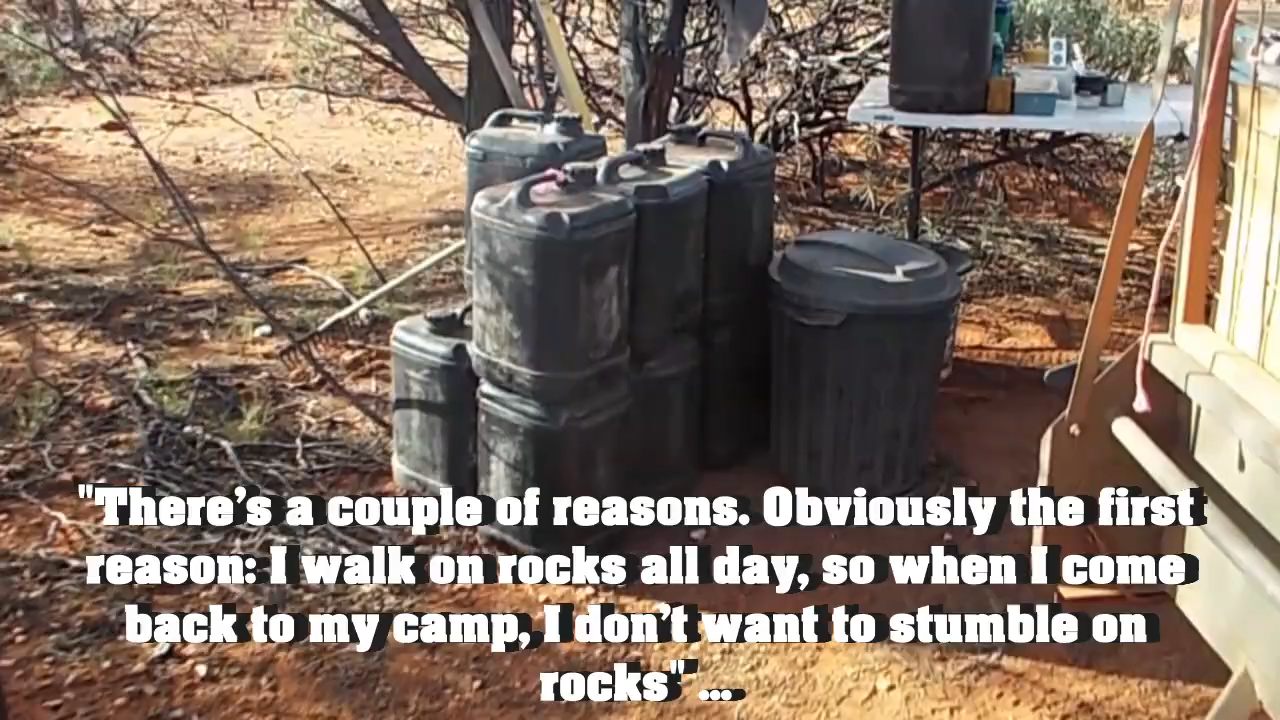 "There’s a couple of reasons. Obviously the first
reason: I walk on rocks all day, so when I come
back to my camp, I don’t want to stumble on
rocks" ...